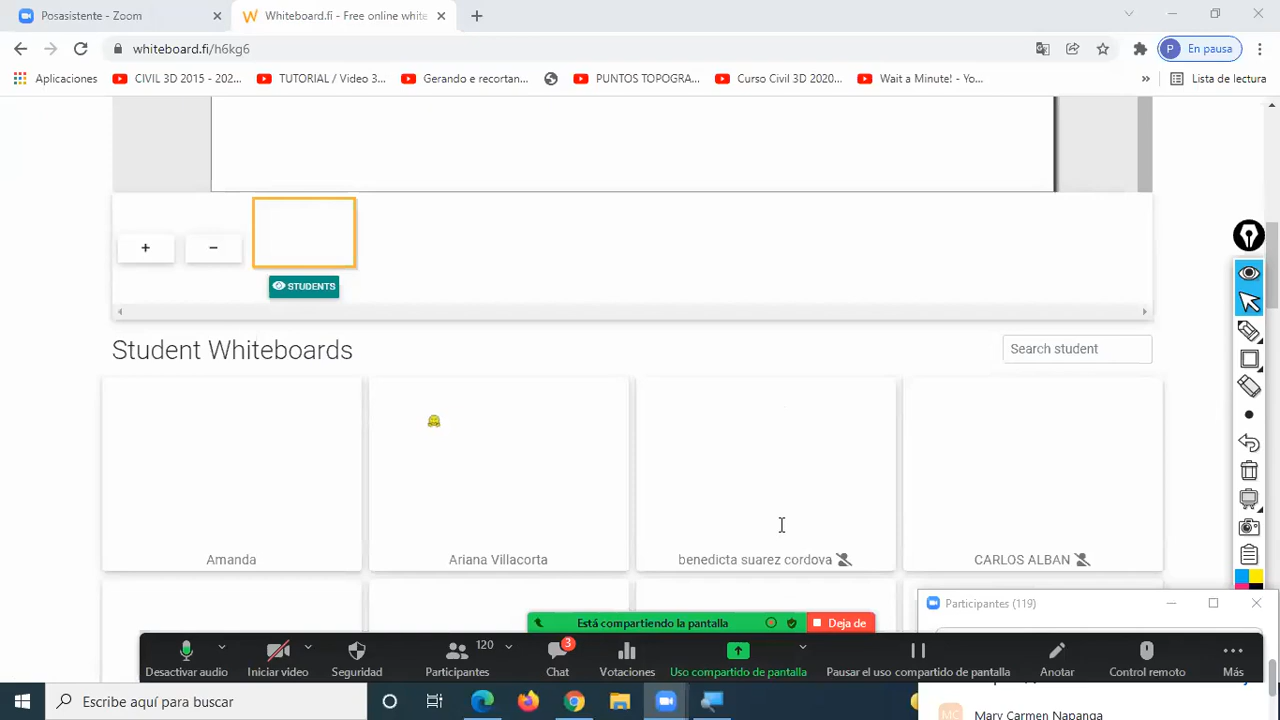 Posasistente - Zoom
Whiteboard.fi - Free online white
whiteboard.fi/h6kg6
P En pausa
Aplicaciones
CIVIL 3D 2015 - 202...
TUTORIAL / Video 3...
Gerando e recortan...
PUNTOS TOPOGRA...
Curso Civil 3D 2020...
Wait a Minute! - Yo...
»
Lista de lectura
+
−
STUDENTS
Student Whiteboards
Search student
Amanda
Ariana Villacorta
benedicta suarez cordova
CARLOS ALBAN
Participantes (119)
Está compartiendo la pantalla
Deja de
3
120
Desactivar audio
Iniciar video
Seguridad
Participantes
Chat
Votaciones
Uso compartido de pantalla
Pausar el uso compartido de pantalla
Anotar
Control remoto
Más
Escribe aquí para buscar
MC
Mary Carmen Napanga